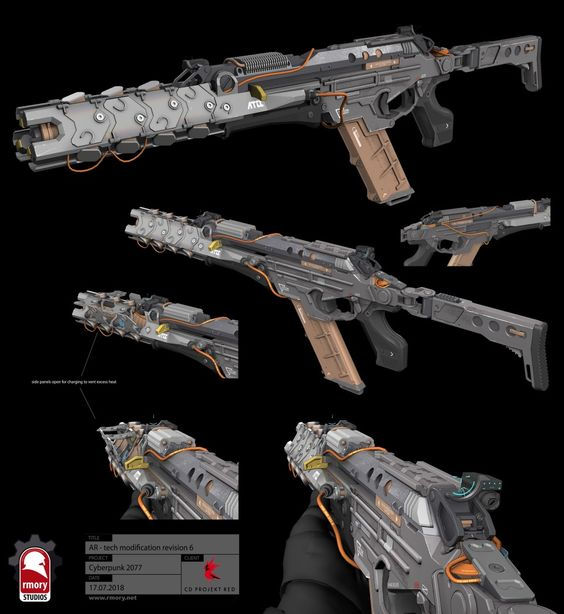 ATOE
side panels open for charging to vent excess heat
TITLE
AR - tech modification revision 6
PROJECT
CLIENT
Cyberpunk 2077
DATE
17.07.2018
CD PROJEKT RED
www.rmory.net
rmory
STUDIOS